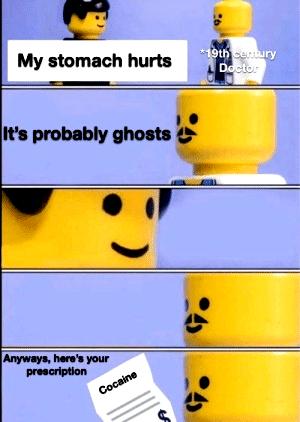 My stomach hurts
*19th century
Doctor
It's probably ghosts
Anyways, here's your
prescription
Cocaine
$